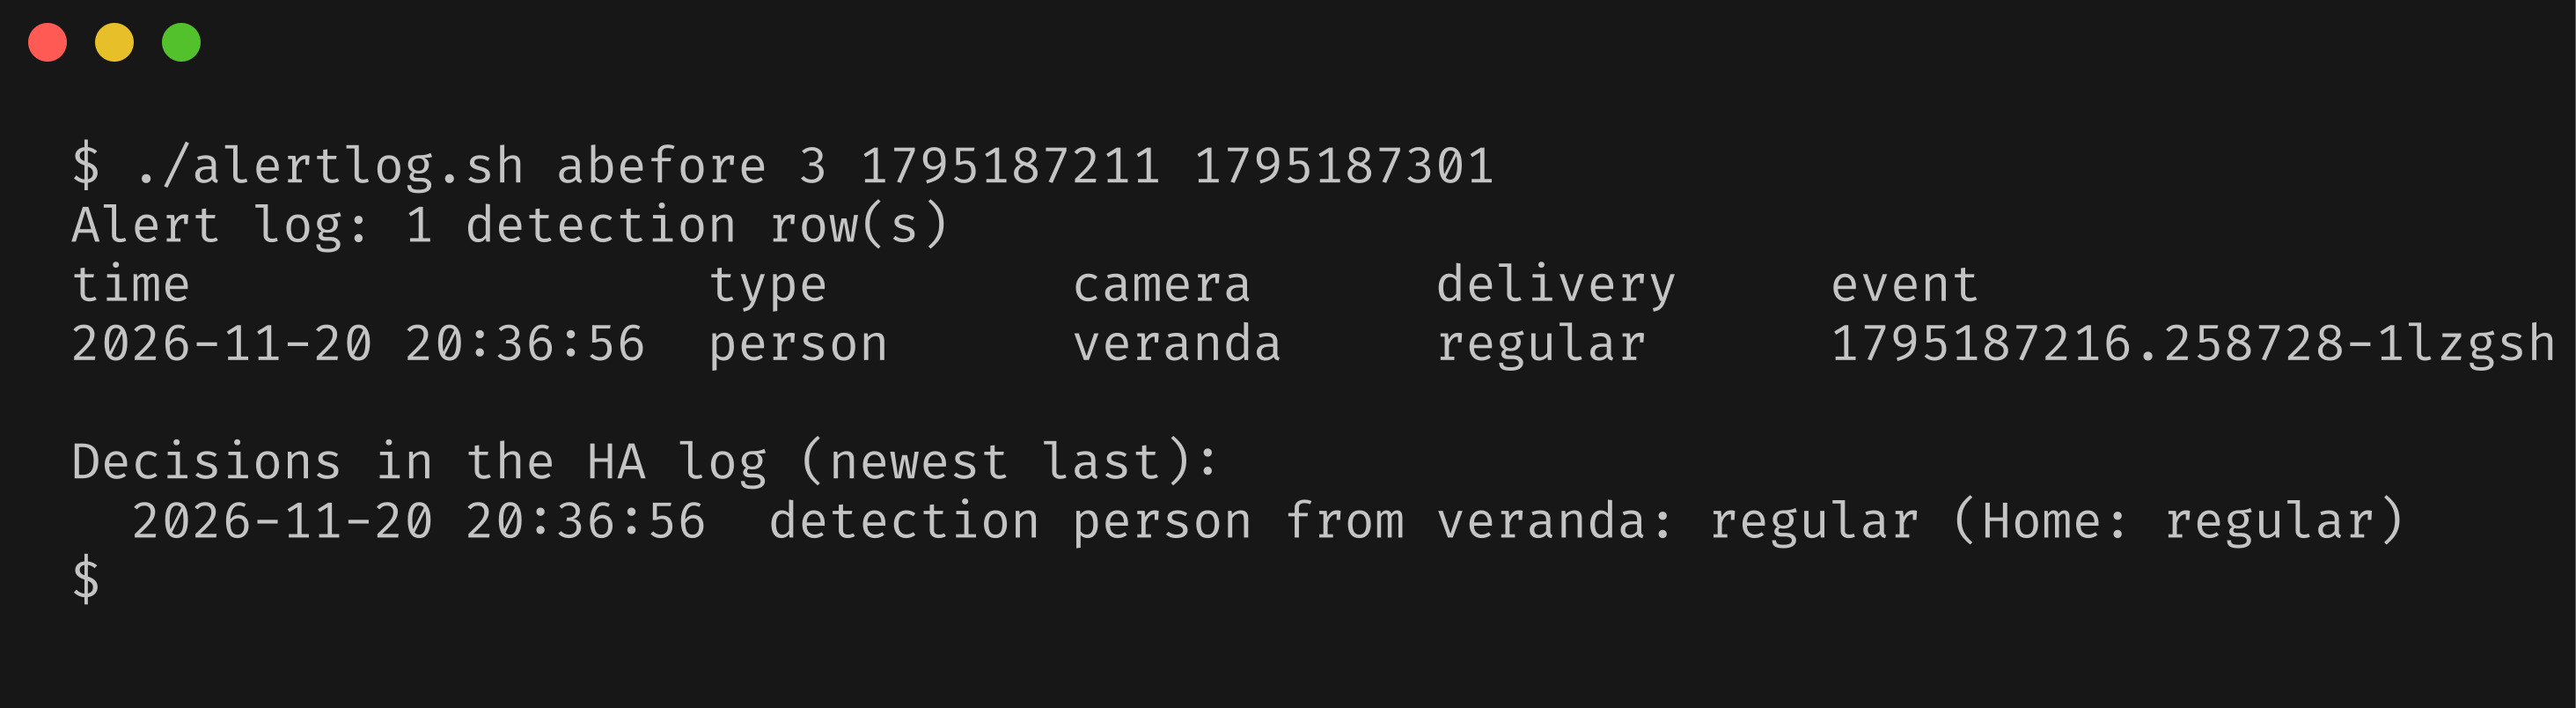 $ ./alertlog.sh abefore 3 1795187211 1795187301
Alert log: 1 detection row(s)
time                 type        camera      delivery     event
2026-11-20 20:36:56  person      veranda     regular      1795187216.258728-1lzgsh

Decisions in the HA log (newest last):
  2026-11-20 20:36:56  detection person from veranda: regular (Home: regular)
$